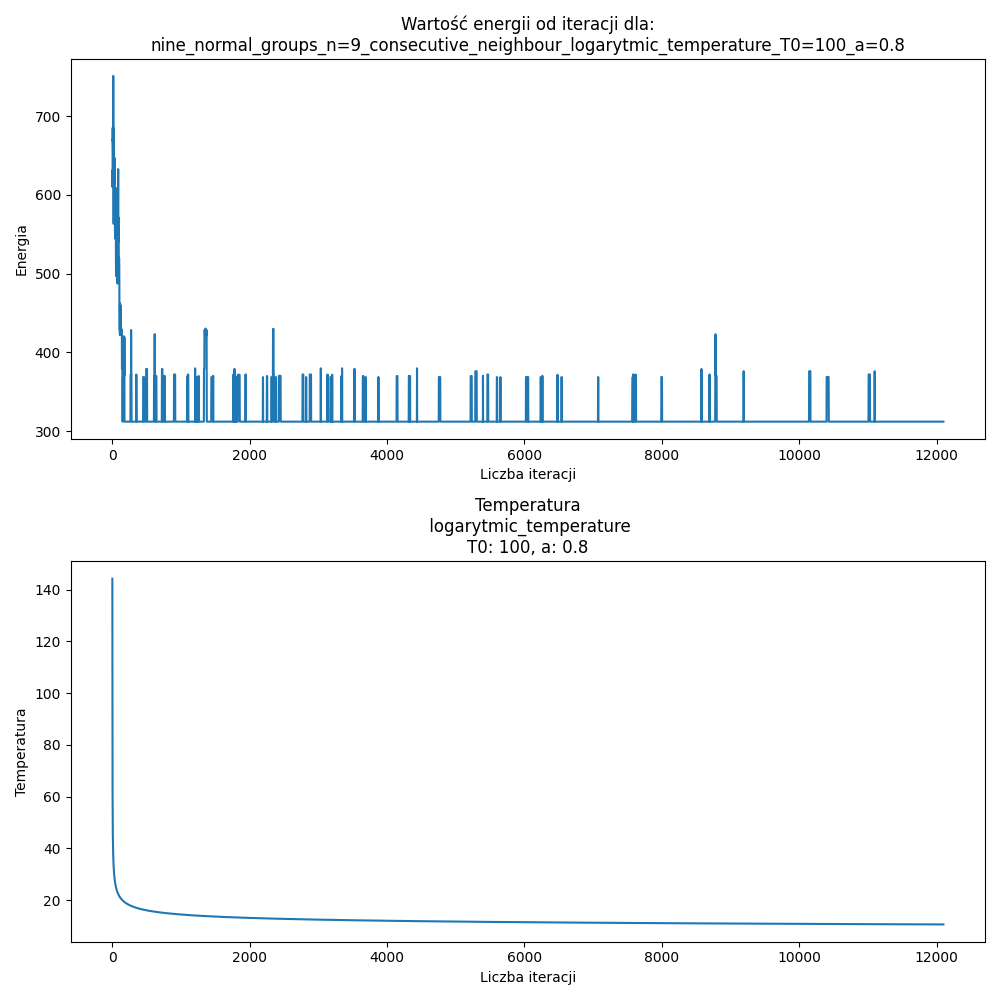 Wartość energii od iteracji dla:
nine_normal_groups_n=9_consecutive_neighbour_logarytmic_temperature_T0=100_a=0.8
700
600
500
400
300
Energia
0 2000 4000 6000 8000 10000 12000
Liczba iteracji
Temperatura
logarytmic_temperature
T0: 100, a: 0.8
140
120
100
80
60
40
20
Temperatura
0 2000 4000 6000 8000 10000 12000
Liczba iteracji